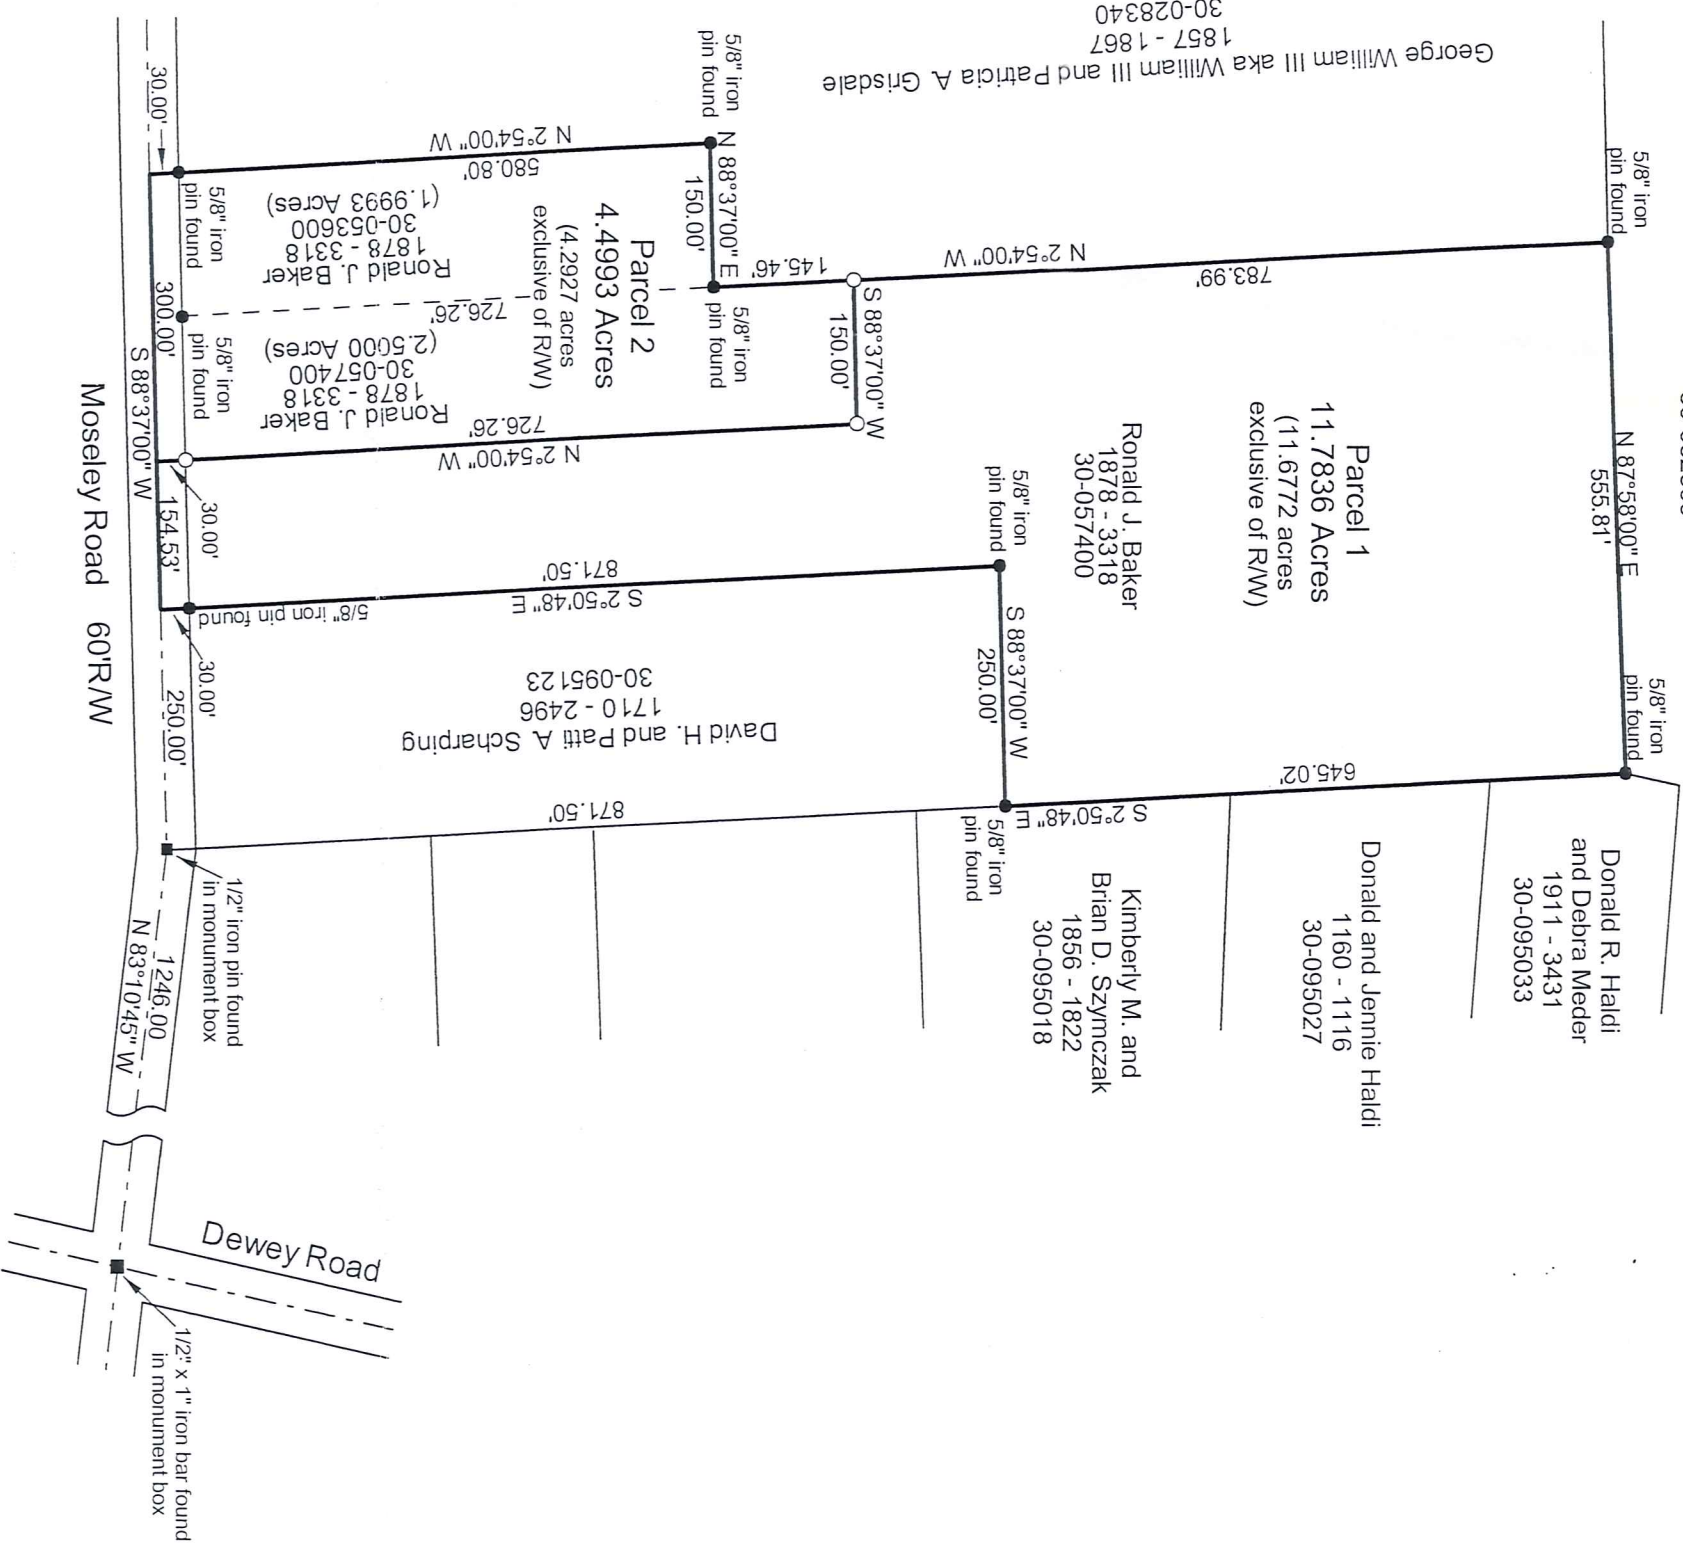 30-028340
1857 - 1867
George William III aka William III and Patricia A. Grisdale
5/8" iron
pin found
N 87°58'00" E
555.81'
5/8" iron
pin found
5/8" iron
pin found
N 88°37'00" E
150.00'
N 2°54'00" W
580.80'
145.46'
N 2°54'00" W
783.99'
5/8" iron
pin found
S 88°37'00" W
150.00'
Parcel 1
11.7836 Acres
(11.6772 acres
exclusive of R/W)
Ronald J. Baker
1878 - 3318
30-057400
Parcel 2
4.4993 Acres
(4.2927 acres
exclusive of R/W)
Ronald J. Baker
1878 - 3318
30-053600
(1.9993 Acres)
726.26'
Ronald J. Baker
1878 - 3318
30-057400
(2.5000 Acres)
726.26'
N 2°54'00" W
5/8" iron
pin found
5/8" iron
pin found
5/8" iron
pin found
S 88°37'00" W
250.00'
871.50'
S 2°50'48" E
5/8" iron pin found
David H. and Patti A. Scharping
1710 - 2496
30-095123
871.50'
5/8" iron
pin found
645.02'
S 2°50'48" E
Donald R. Haldi
and Debra Meder
1911 - 3431
30-095033
Donald and Jennie Haldi
1160 - 1116
30-095027
Kimberly M. and
Brian D. Szymczak
1856 - 1822
30-095018
30.00'
300.00'
30.00'
154.53'
30.00'
250.00'
S 88°37'00" W
Moseley Road 60'R/W
1/2" iron pin found
in monument box
1246.00
N 83°10'45" W
Dewey Road
1/2" x 1" iron bar found
in monument box